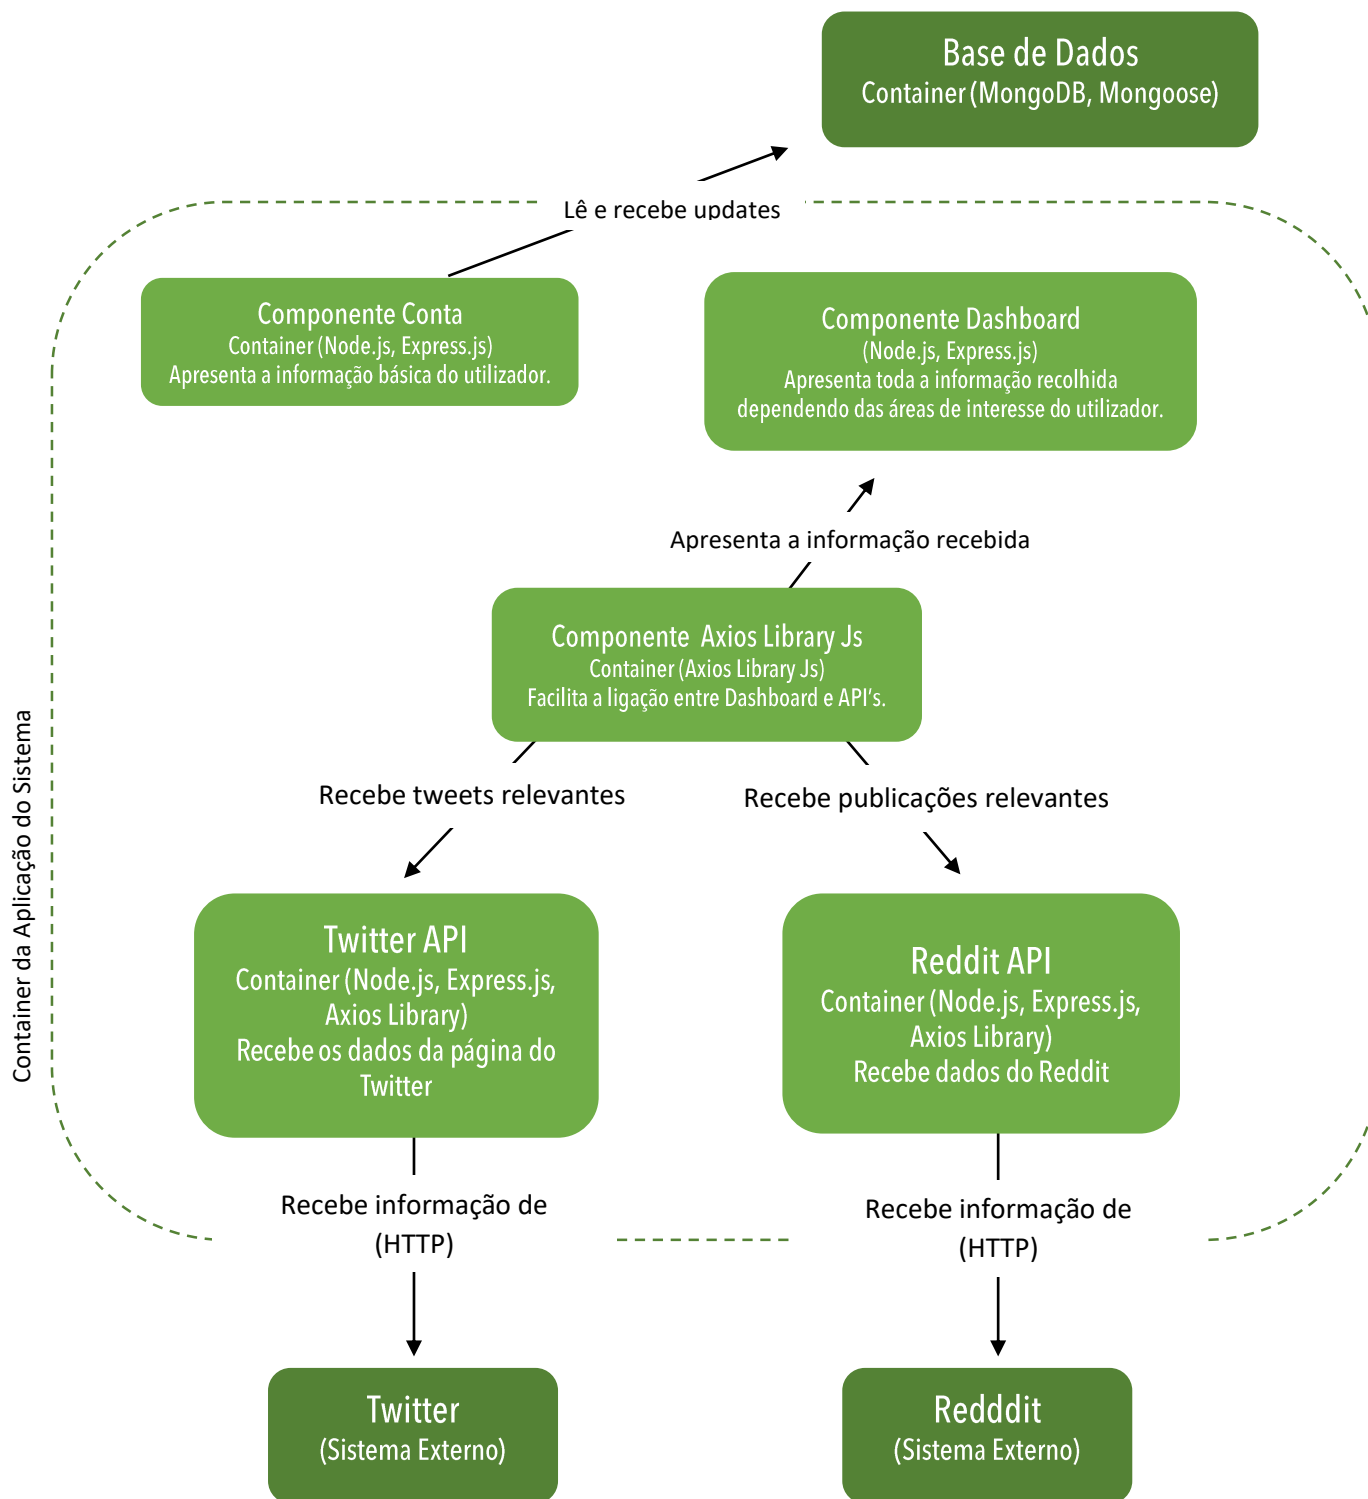 Base de Dados
Container (MongoDB, Mongoose)
Lê e recebe updates
Componente Conta
Container (Node.js, Express.js)
Apresenta a informação básica do utilizador.
Componente Dashboard
(Node.js, Express.js)
Apresenta toda a informação recolhida
dependendo das áreas de interesse do utilizador.
Apresenta a informação recebida
Componente Axios Library Js
Container (Axios Library Js)
Facilita a ligação entre Dashboard e API's.
Container da Aplicação do Sistema
Recebe tweets relevantes
Recebe publicações relevantes
Twitter API
Container (Node.js, Express.js,
Axios Library)
Recebe os dados da página do
Twitter
Reddit API
Container (Node.js, Express.js,
Axios Library)
Recebe dados do Reddit
Recebe informação de
(HTTP)
Recebe informação de
(HTTP)
Twitter
(Sistema Externo)
Redddit
(Sistema Externo)